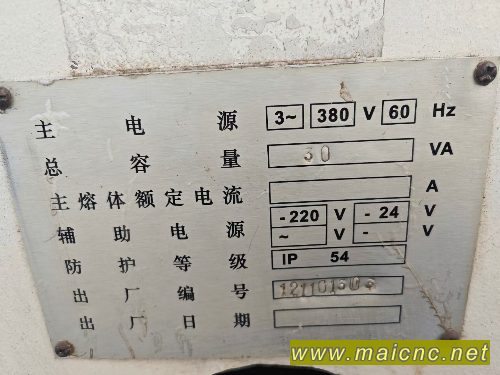 主电源 3~ 380 V 60 Hz
总容量 30 VA
主熔体额定电流 A
辅助电源 -220 V - 24 V
~ V - V
防护等级 IP 54
出厂编号
出厂日期
www.maicnc.net